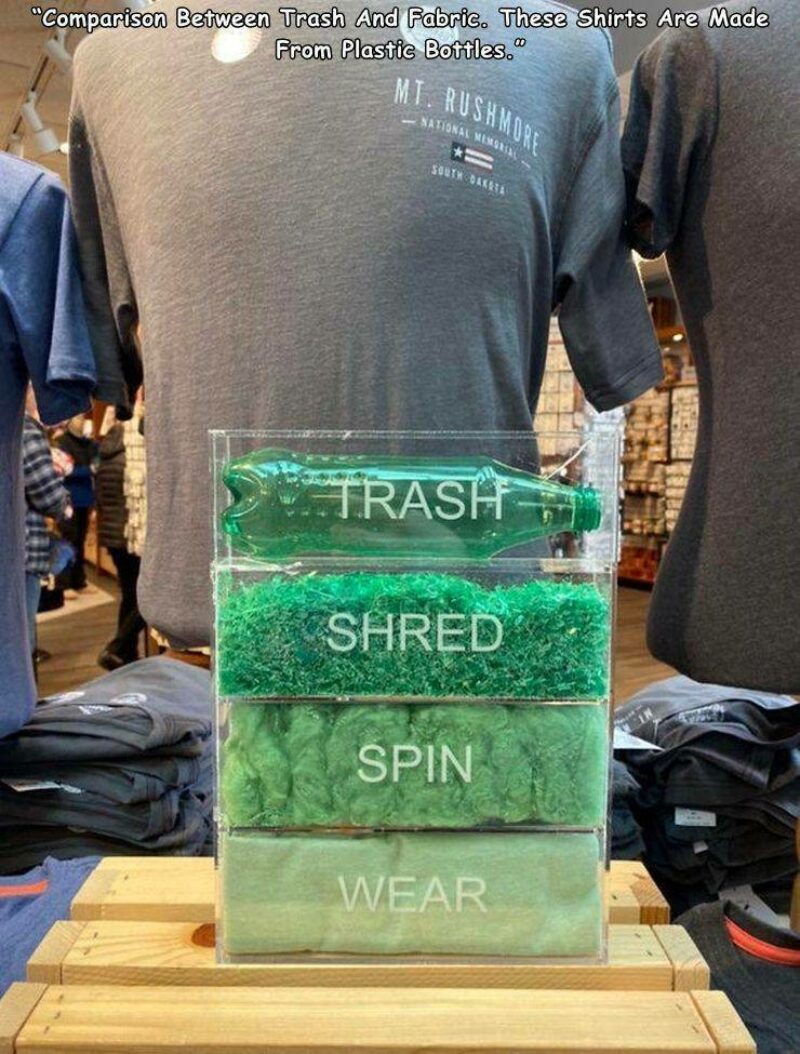 "Comparison Between Trash And Fabric. These Shirts Are Made
From Plastic Bottles."
MT. RUSHMORE
NATIONAL MEMORIAL
SOUTH DAKOTA
TRASH
SHRED
SPIN
WEAR